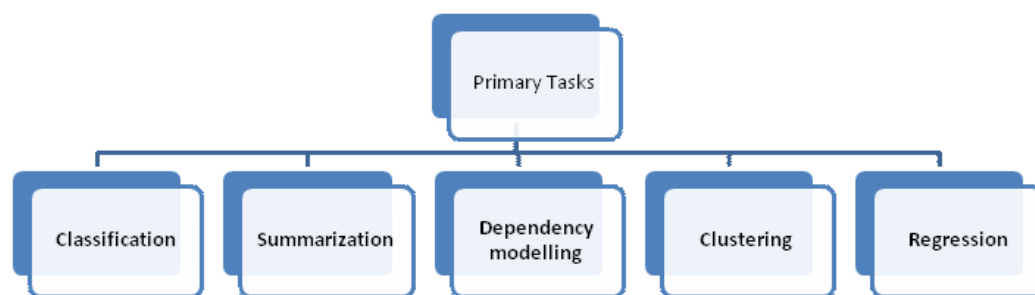 Primary Tasks
Classification
Summarization
Dependency
modelling
Clustering
Regression